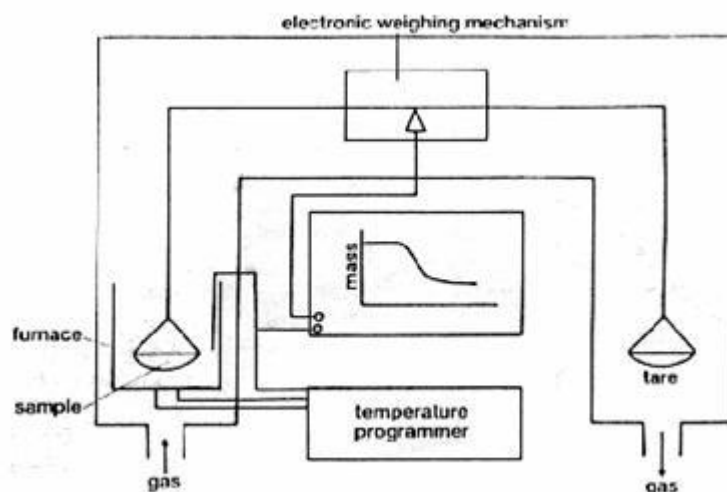 electronic weighing mechanism
mass
furnace
sample
tare
temperature
programmer
gas
gas